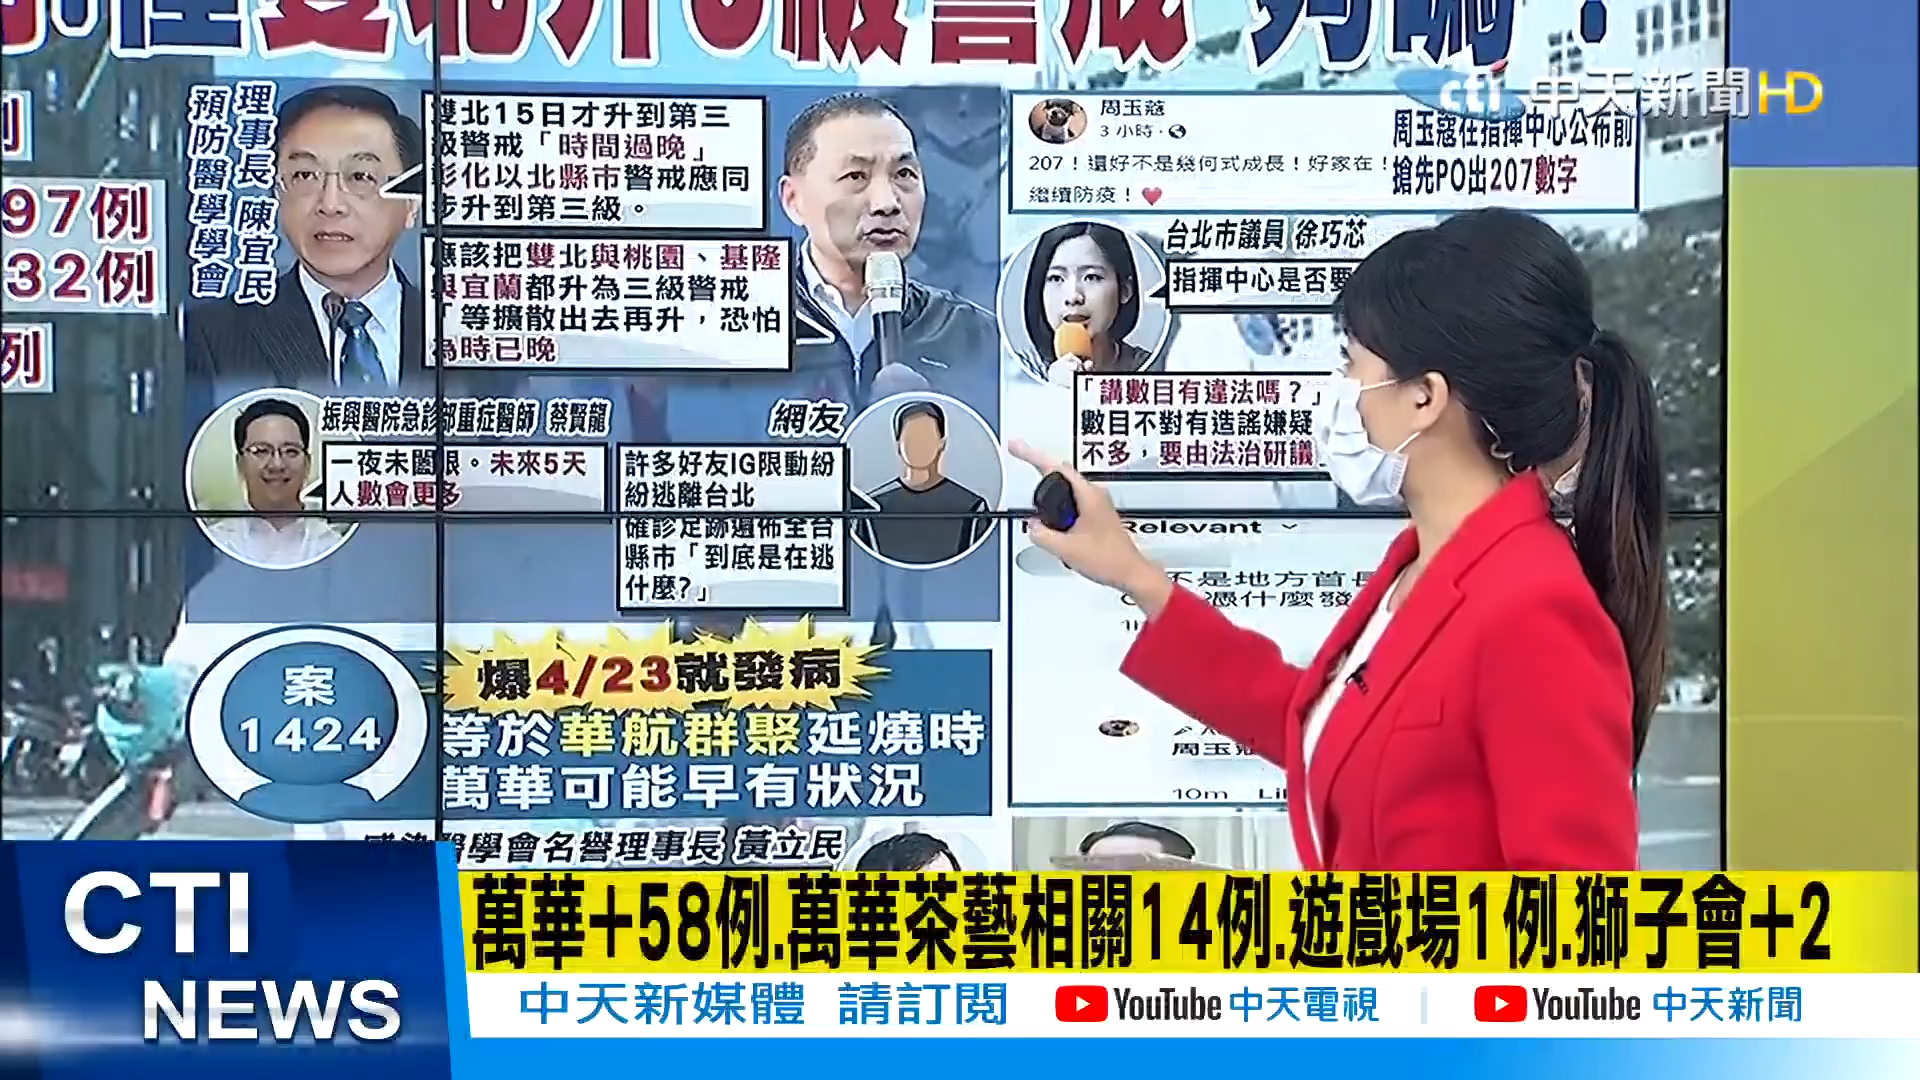 雙北升3級警戒 夠嗎？
中天新聞HD
97例
32例
例
理事長 陳宜民
預防醫學學會
雙北15日才升到第三
級警戒「時間過晚」
彰化以北縣市警戒應同
步升到第三級。
應該把雙北與桃園、基隆
與宜蘭都升為三級警戒
「等擴散出去再升，恐怕
為時已晚
周玉蔻
3 小時·
207！還好不是幾何式成長！好家在！
繼續防疫！❤
周玉蔻在指揮中心公布前
搶先PO出207數字
台北市議員 徐巧芯
指揮中心是否要
「講數目有違法嗎？」
數目不對有造謠嫌疑
不多，要由法治研議」
振興醫院急診部重症醫師 蔡賢龍
一夜未闔眼。未來5天
人數會更多
網友
許多好友IG限動紛
紛逃離台北
確診足跡遍佈全台
縣市「到底是在逃
什麼?」
Relevant
不是地方首長
憑什麼發
周玉蔻
10m
案
1424
爆4/23就發病
等於華航群聚延燒時
萬華可能早有狀況
感染醫學會名譽理事長 黃立民
CTI
NEWS
萬華+58例.萬華茶藝相關14例.遊戲場1例.獅子會+2
中天新媒體 請訂閱 YouTube 中天電視 | YouTube 中天新聞